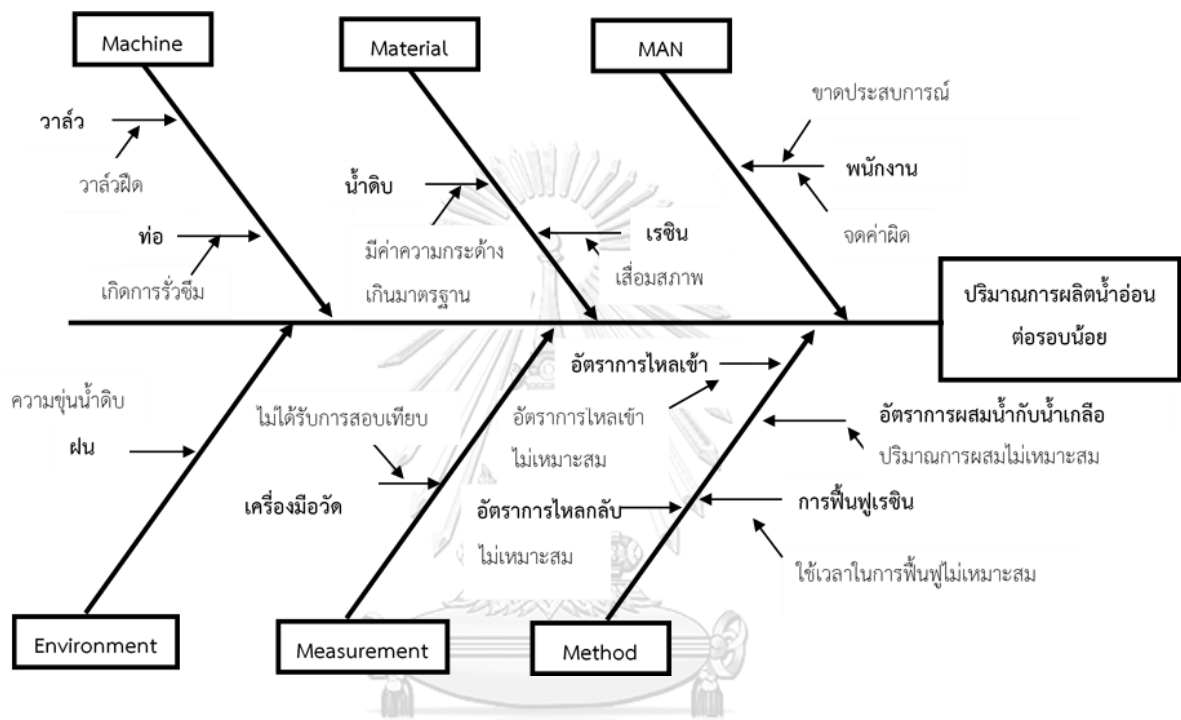 Machine
Material
MAN
ขาดประสบการณ์
วาล์ว
พนักงาน
วาล์วฝืด
น้ำดิบ
ท่อ
เรซิน
จดค่าผิด
มีค่าความกระด้าง
เกินมาตรฐาน
เสื่อมสภาพ
เกิดการรั่วซึม
ปริมาณการผลิตน้ำอ่อน
ต่อรอบน้อย
อัตราการไหลเข้า
ความขุ่นน้ำดิบ
ฝน
ไม่ได้รับการสอบเทียบ
อัตราการไหลเข้า
ไม่เหมาะสม
อัตราการผสมน้ำกับน้ำเกลือ
ปริมาณการผสมไม่เหมาะสม
เครื่องมือวัด
อัตราการไหลกลับ
ไม่เหมาะสม
การฟื้นฟูเรซิน
ใช้เวลาในการฟื้นฟูไม่เหมาะสม
Environment
Measurement
Method